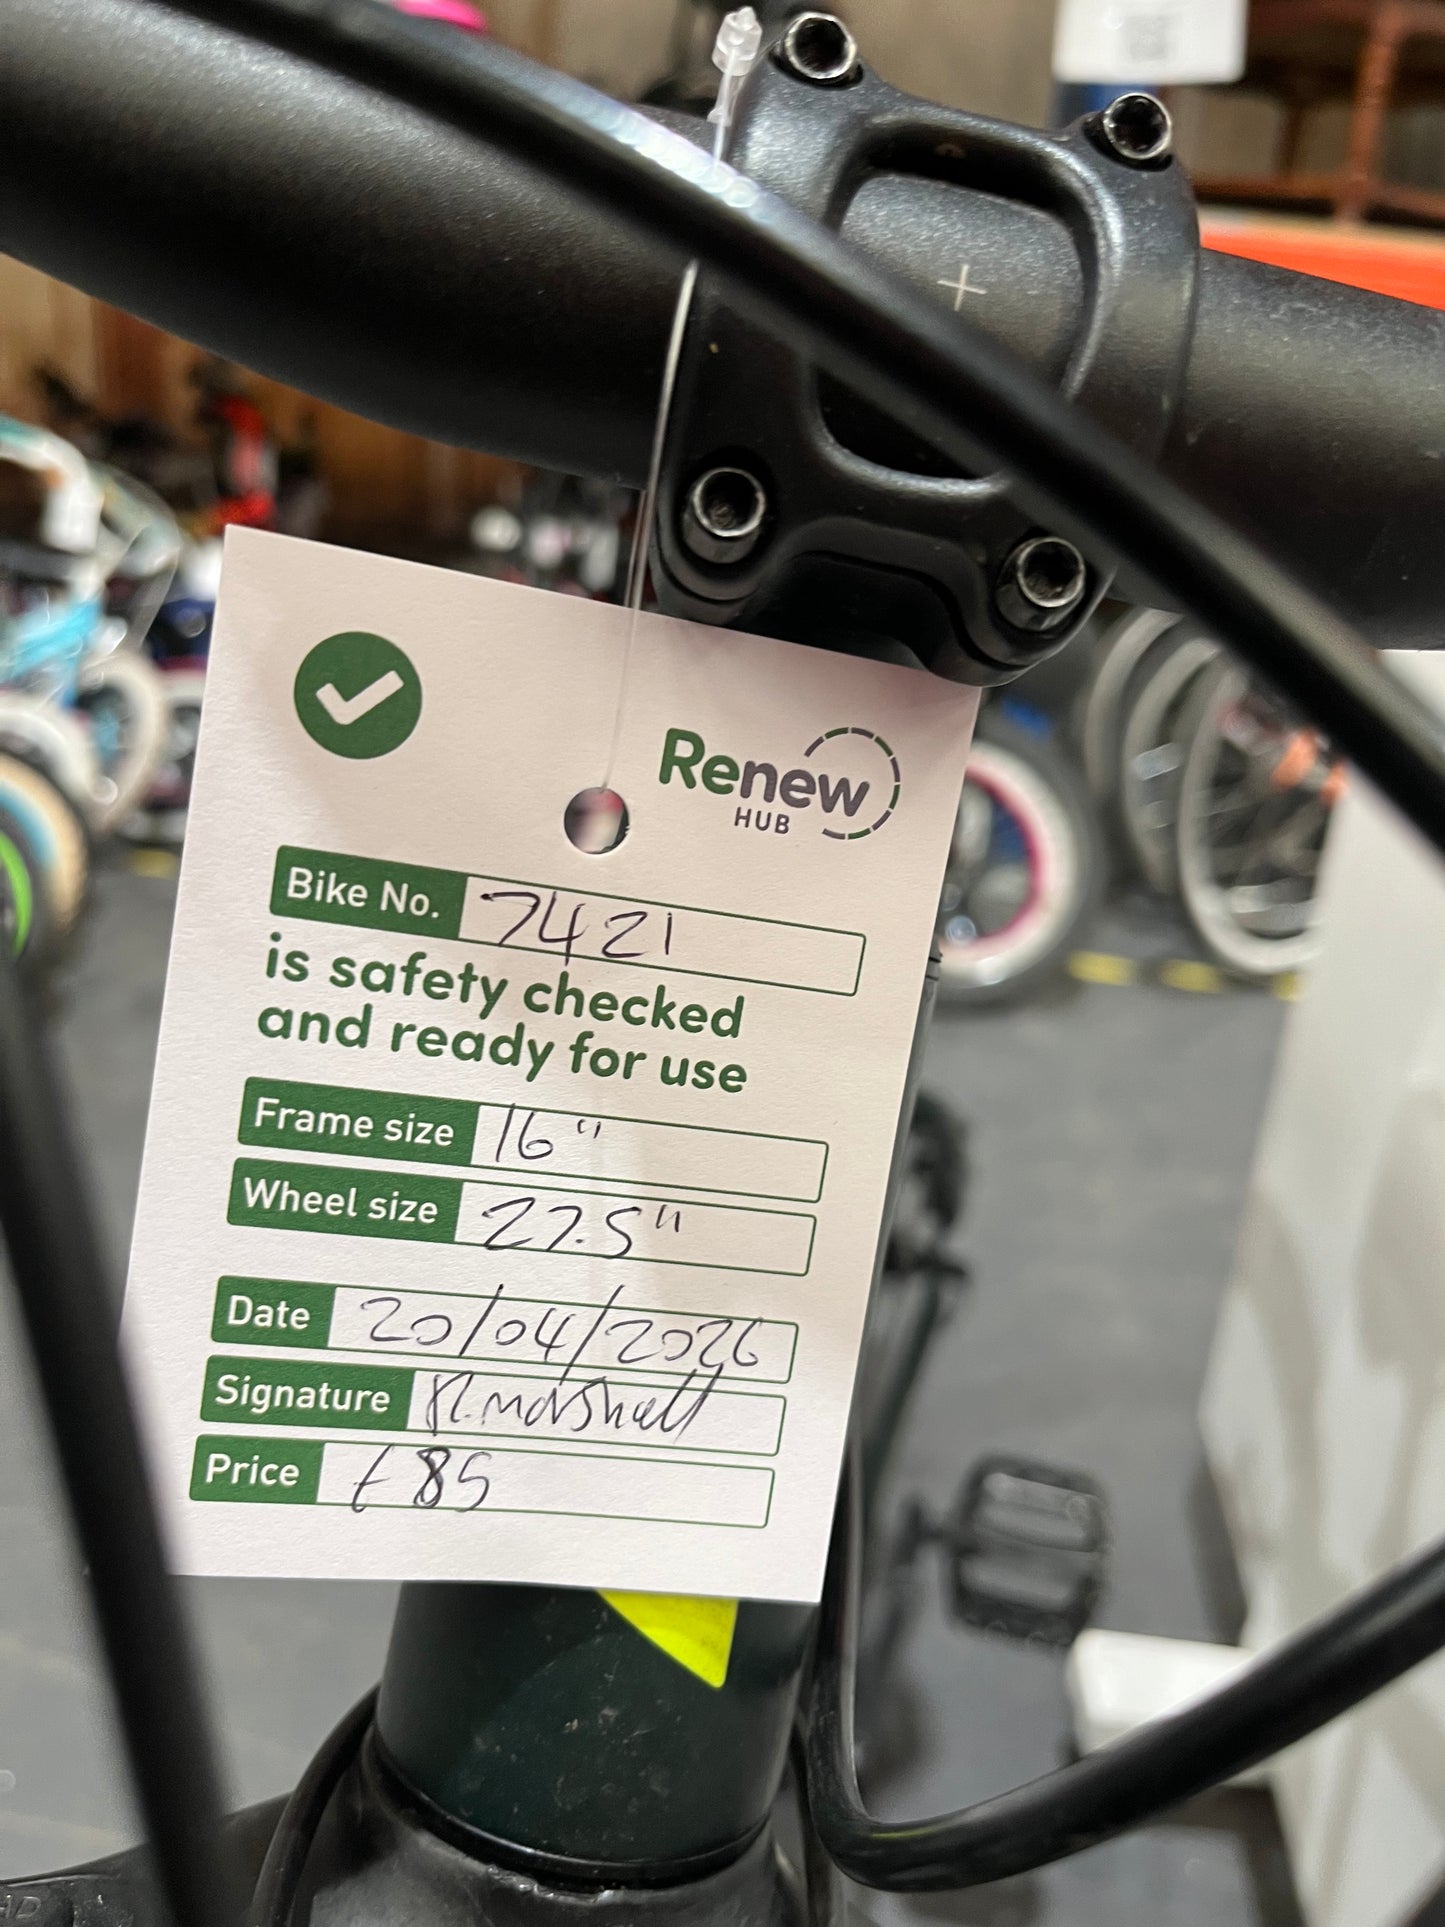 Renew
HUB
Bike No. 7421
is safety checked
and ready for use
Frame size 16"
Wheel size 27.5"
Date 20/04/2026
Signature R.Marshall
Price £85